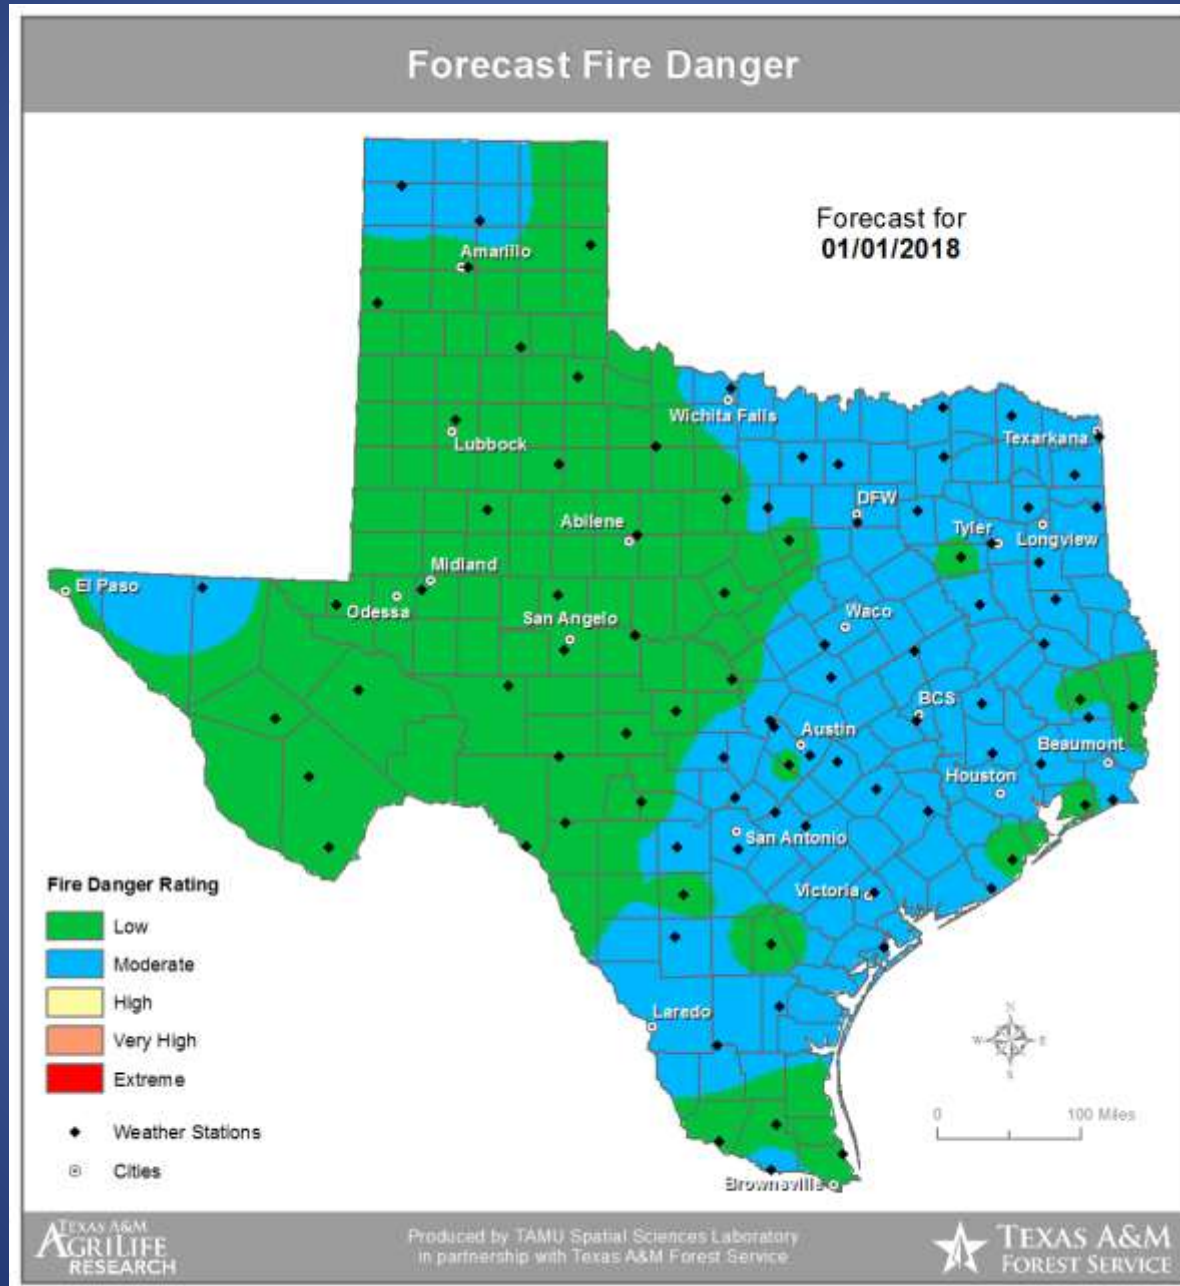 Forecast Fire Danger
Forecast for
01/01/2018
Amarillo
Wichita Falls
Texarkana
Lubbock
DFW
Abilene
Tyler
Longview
Midland
El Paso
Odessa
San Angelo
Waco
BCS
Austin
Beaumont
Houston
San Antonio
Victoria
Laredo
Brownsville
Fire Danger Rating
Low
Moderate
High
Very High
Extreme
Weather Stations
Cities
N
W
E
S
0
100 Miles
TEXAS A&M
AGRILIFE
RESEARCH
Produced by TAMU Spatial Sciences Laboratory
in partnership with Texas A&M Forest Service
TEXAS A&M
FOREST SERVICE